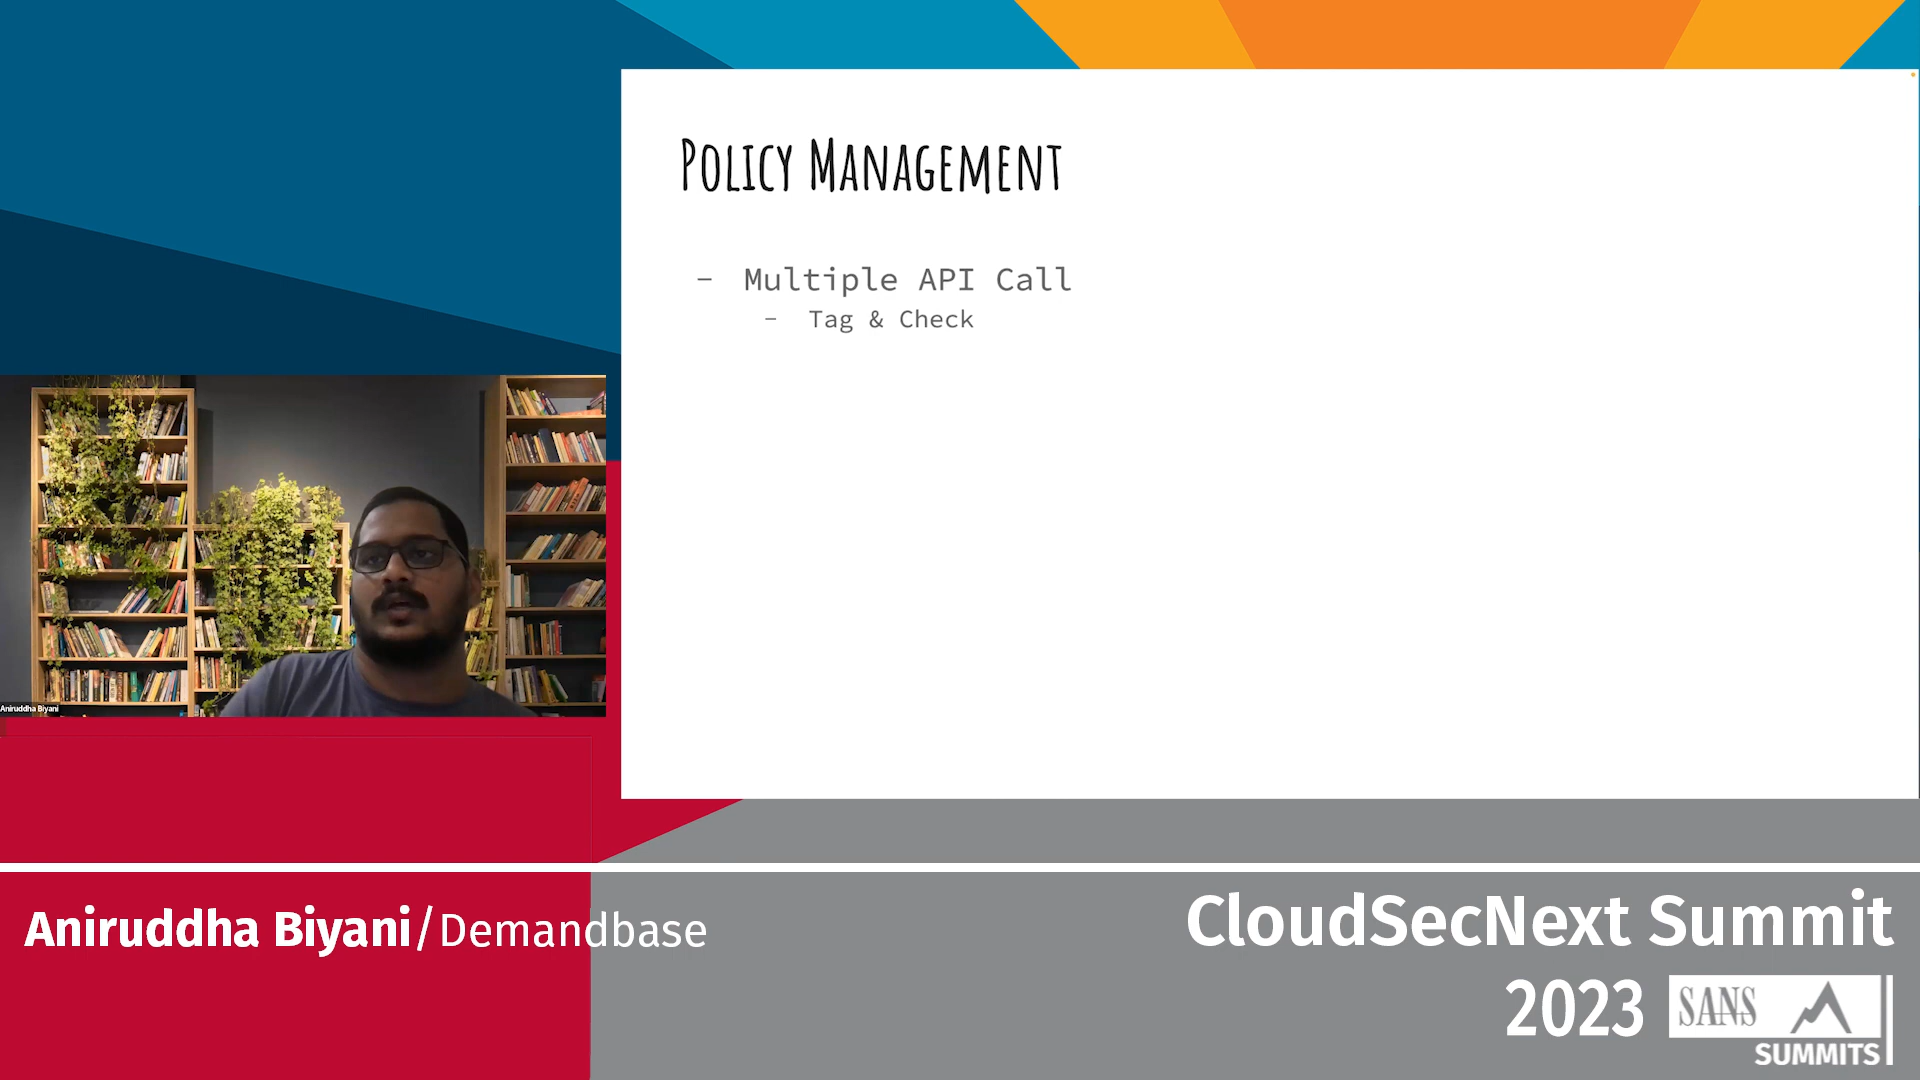 Policy Management
- Multiple API Call
- Tag & Check
Aniruddha Biyani
Aniruddha Biyani/Demandbase
CloudSecNext Summit
2023
SANS
SUMMITS